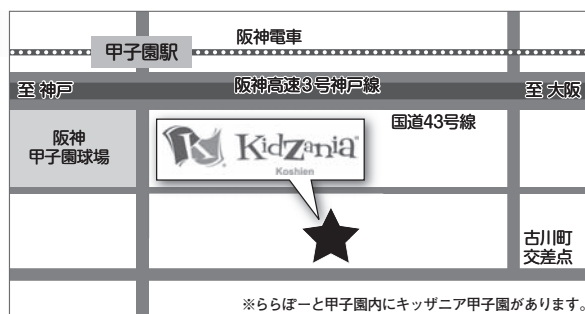 阪神電車
甲子園駅
至 神戸
阪神高速3号神戸線
至 大阪
国道43号線
阪神
甲子園球場
KidZania
Koshien
古川町
交差点
※ららぽーと甲子園内にキッザニア甲子園があります。